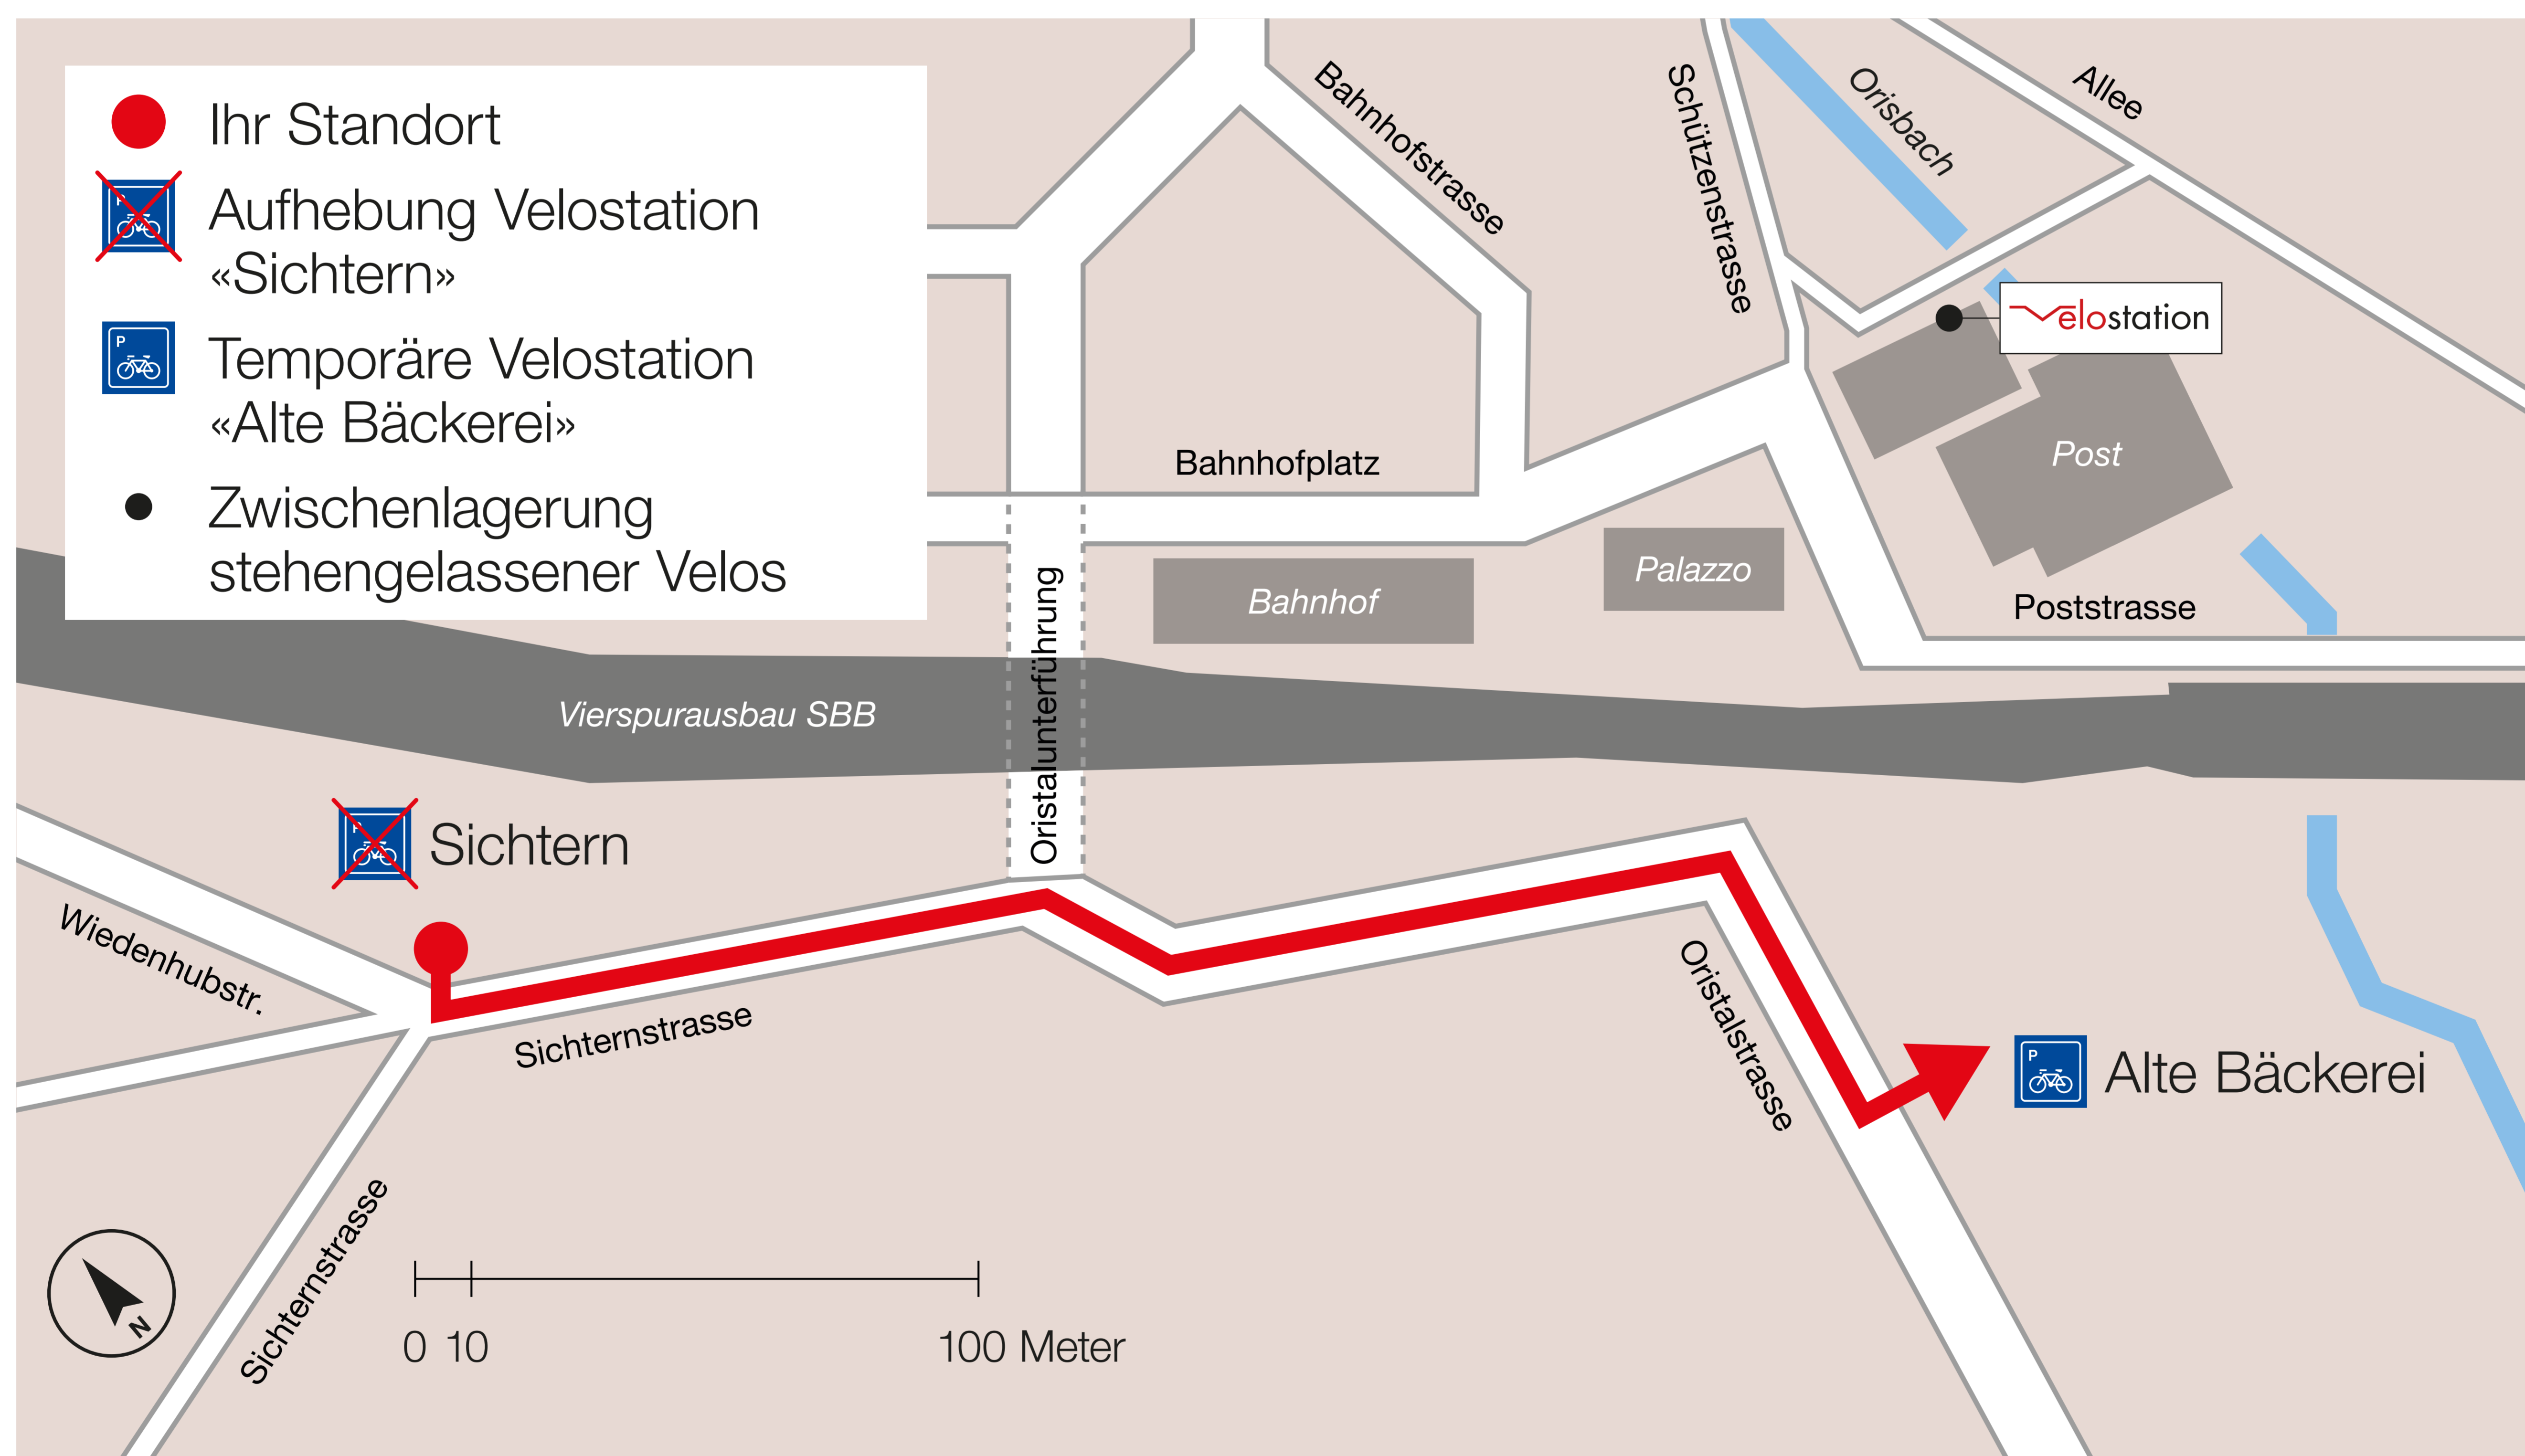 Ihr Standort
P
Aufhebung Velostation
«Sichtern»
P
Temporäre Velostation
«Alte Bäckerei»
Zwischenlagerung
stehengelassener Velos
Bahnhofstrasse
Schützenstrasse
Orisbach
Allee
Velostation
Bahnhofplatz
Post
Bahnhof
Palazzo
Poststrasse
Oristalunterführung
Vierspurausbau SBB
P
Sichtern
Wiedenhubstr.
Sichternstrasse
Oristalstrasse
P
Alte Bäckerei
Sichternstrasse
N
0 10 100 Meter